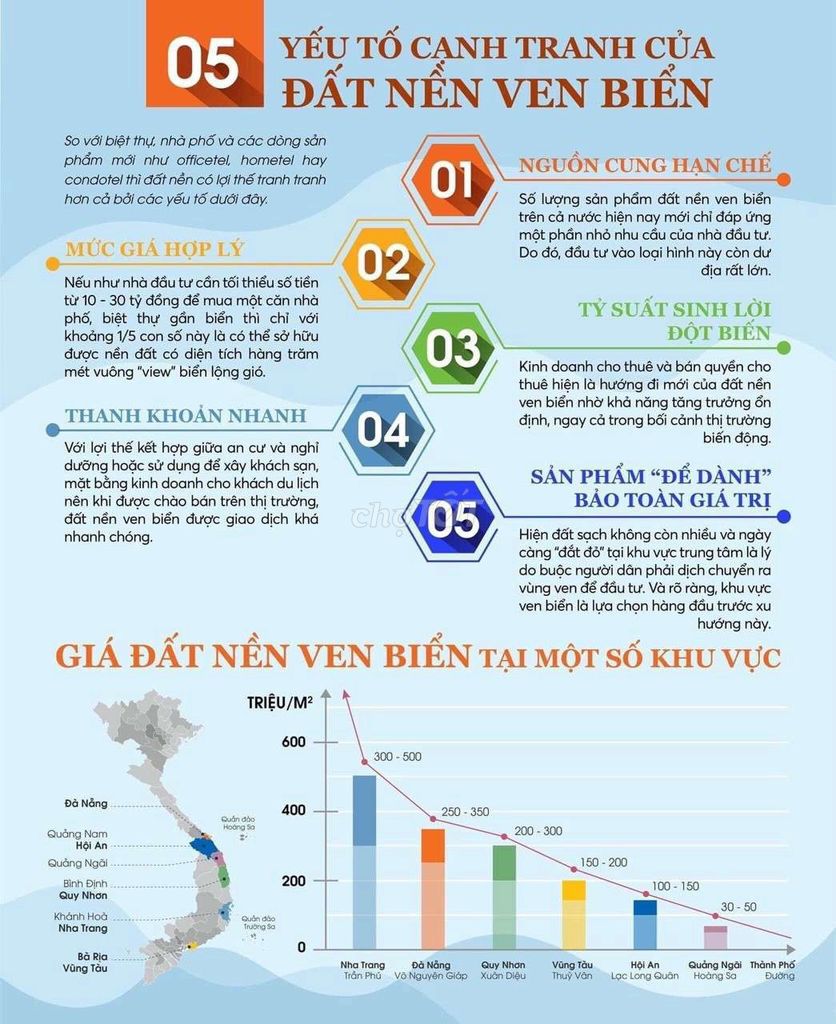 05
YẾU TỐ CẠNH TRANH CỦA
ĐẤT NỀN VEN BIỂN
So với biệt thự, nhà phố và các dòng sản
phẩm mới như officetel, hometel hay
condotel thì đất nền có lợi thế tranh tranh
hơn cả bởi các yếu tố dưới đây.
01
NGUỒN CUNG HẠN CHẾ
Số lượng sản phẩm đất nền ven biển
trên cả nước hiện nay mới chỉ đáp ứng
một phần nhỏ nhu cầu của nhà đầu tư.
Do đó, đầu tư vào loại hình này còn dư
địa rất lớn.
MỨC GIÁ HỢP LÝ
02
Nếu như nhà đầu tư cần tối thiểu số tiền
từ 10 - 30 tỷ đồng để mua một căn nhà
phố, biệt thự gần biển thì chỉ với
khoảng 1/5 con số này là có thể sở hữu
được nền đất có diện tích hàng trăm
mét vuông “view” biển lộng gió.
03
TỶ SUẤT SINH LỜI
ĐỘT BIẾN
Kinh doanh cho thuê và bán quyền cho
thuê hiện là hướng đi mới của đất nền
ven biển nhờ khả năng tăng trưởng ổn
định, ngay cả trong bối cảnh thị trường
biến động.
THANH KHOẢN NHANH
04
Với lợi thế kết hợp giữa an cư và nghỉ
dưỡng hoặc sử dụng để xây khách sạn,
mặt bằng kinh doanh cho khách du lịch
nên khi được chào bán trên thị trường,
đất nền ven biển được giao dịch khá
nhanh chóng.
chợTỐT
05
SẢN PHẨM “ĐỂ DÀNH”
BẢO TOÀN GIÁ TRỊ
Hiện đất sạch không còn nhiều và ngày
càng “đắt đỏ” tại khu vực trung tâm là lý
do buộc người dân phải dịch chuyển ra
vùng ven để đầu tư. Và rõ ràng, khu vực
ven biển là lựa chọn hàng đầu trước xu
hướng này.
GIÁ ĐẤT NỀN VEN BIỂN TẠI MỘT SỐ KHU VỰC
Đà Nẵng
Quảng Nam
Hội An
Quảng Ngãi
Bình Định
Quy Nhơn
Khánh Hoà
Nha Trang
Bà Rịa
Vũng Tàu
Quần đảo
Hoàng Sa
Quần đảo
Trường Sa
TRIỆU/M²
600
400
200
0
300 - 500
250 - 350
200 - 300
150 - 200
100 - 150
30 - 50
Nha Trang Đà Nẵng Quy Nhơn Vũng Tàu Hội An Quảng Ngãi Thành Phố
Trần Phú Võ Nguyên Giáp Xuân Diệu Thuỳ Vân Lạc Long Quân Hoàng Sa Đường